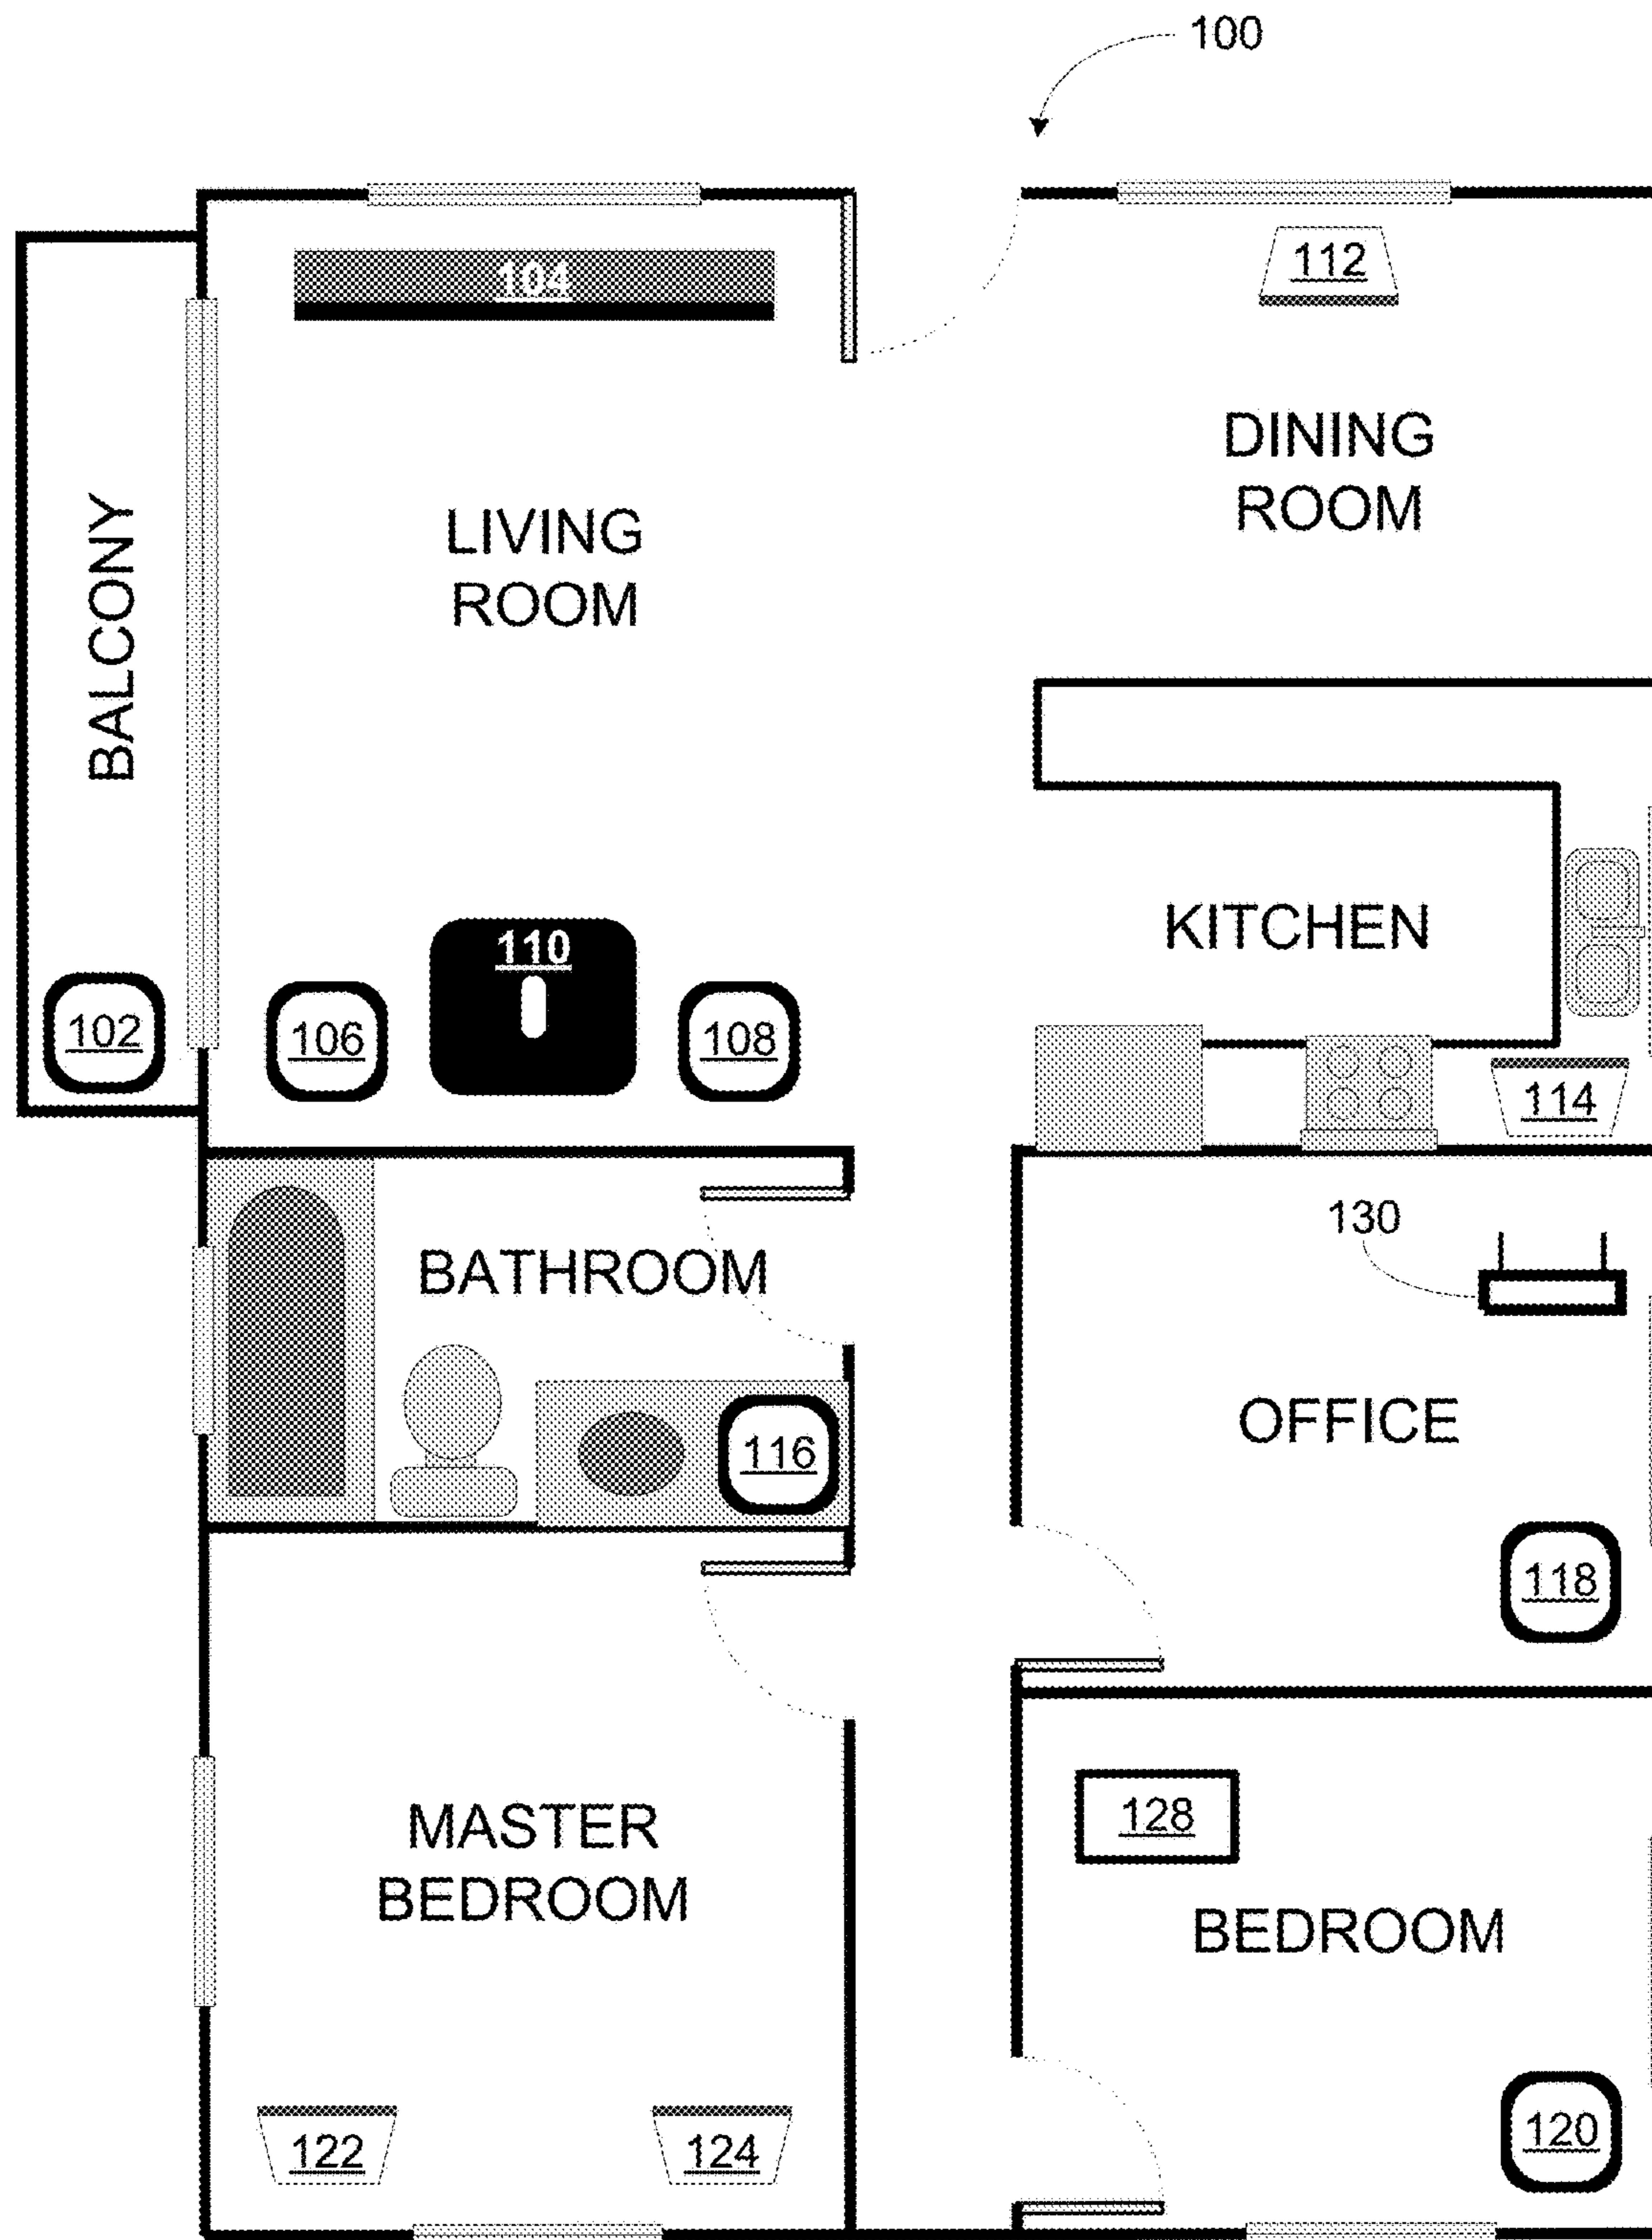 100
104
112
DINING
ROOM
LIVING
ROOM
BALCONY
KITCHEN
110
102
106
108
114
130
BATHROOM
OFFICE
116
118
128
MASTER
BEDROOM
BEDROOM
120
122
124